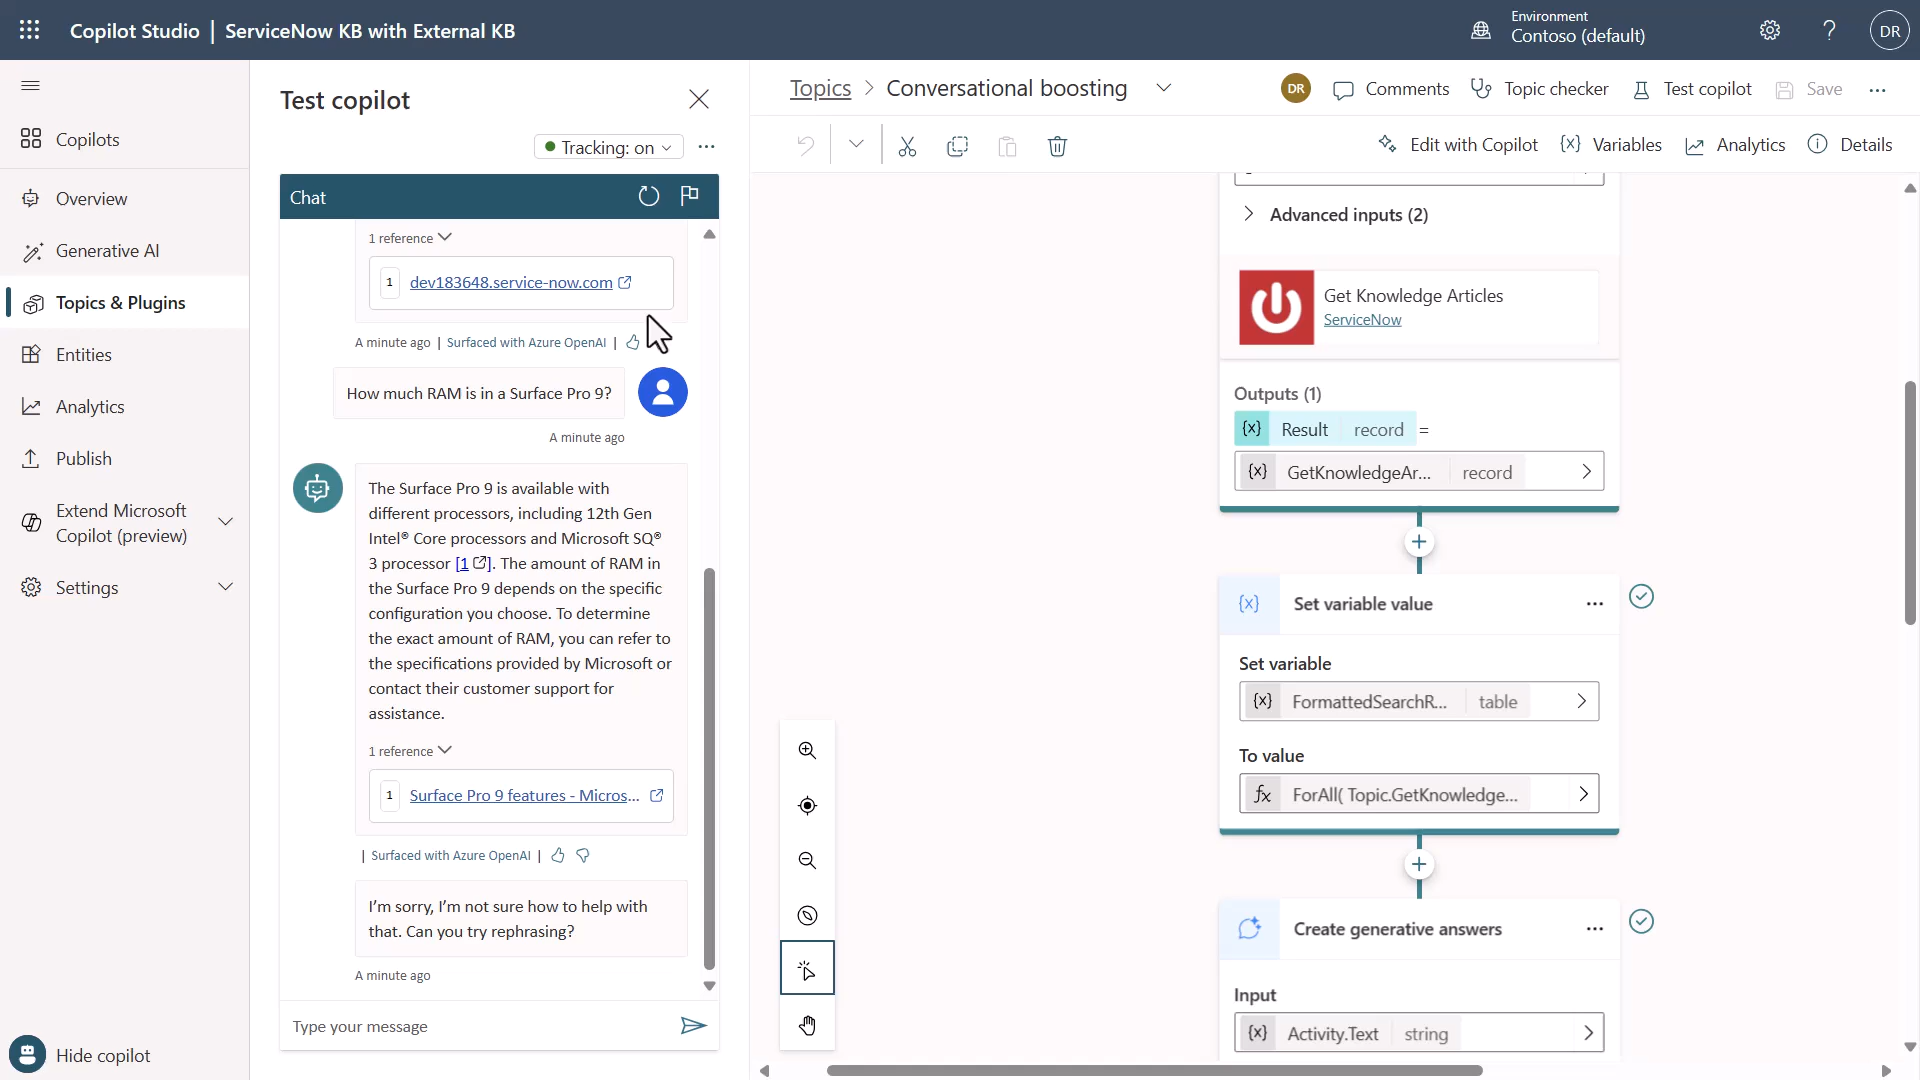 Copilot Studio | ServiceNow KB with External KB
Environment
Contoso (default)
DR
Copilots
Overview
Generative AI
Topics & Plugins
Entities
Analytics
Publish
Extend Microsoft
Copilot (preview)
Settings
Hide copilot
Test copilot
Tracking: on
Chat
1 reference
1 dev183648.service-now.com
A minute ago | Surfaced with Azure OpenAI |
How much RAM is in a Surface Pro 9?
A minute ago
The Surface Pro 9 is available with
different processors, including 12th Gen
Intel® Core processors and Microsoft SQ®
3 processor [1]. The amount of RAM in
the Surface Pro 9 depends on the specific
configuration you choose. To determine
the exact amount of RAM, you can refer to
the specifications provided by Microsoft or
contact their customer support for
assistance.
1 reference
1 Surface Pro 9 features - Micros...
| Surfaced with Azure OpenAI |
I'm sorry, I'm not sure how to help with
that. Can you try rephrasing?
A minute ago
Type your message
Topics > Conversational boosting
DR
Comments
Topic checker
Test copilot
Save
Edit with Copilot
{x} Variables
Analytics
Details
Advanced inputs (2)
Get Knowledge Articles
ServiceNow
Outputs (1)
{x} Result record =
{x} GetKnowledgeAr... record
{x} Set variable value
Set variable
{x} FormattedSearchR... table
To value
fx ForAll( Topic.GetKnowledge...
Create generative answers
Input
{x} Activity.Text string